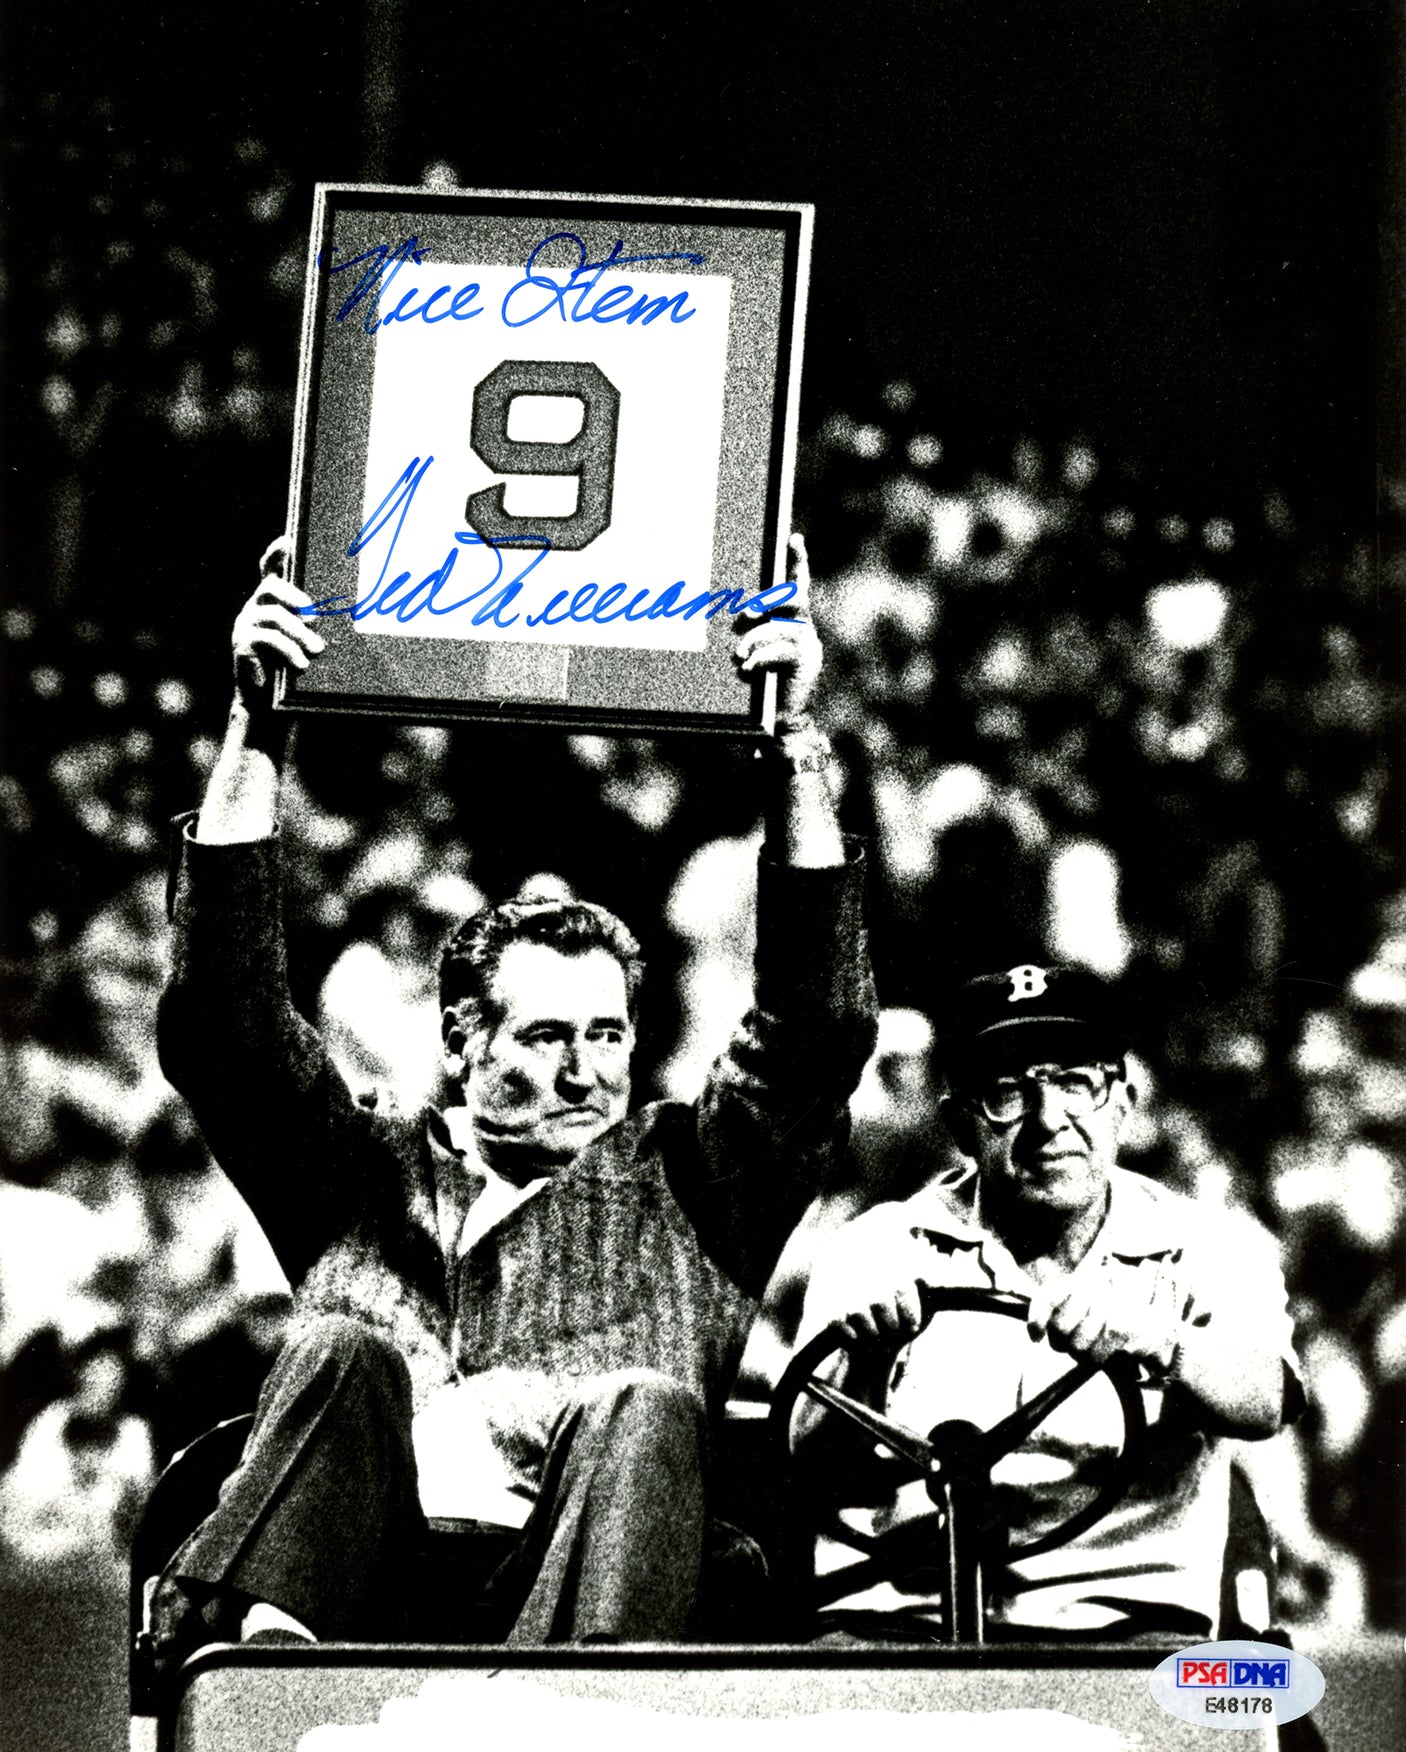 Nice Item
9
Ted Williams
B
PSA DNA
E48178